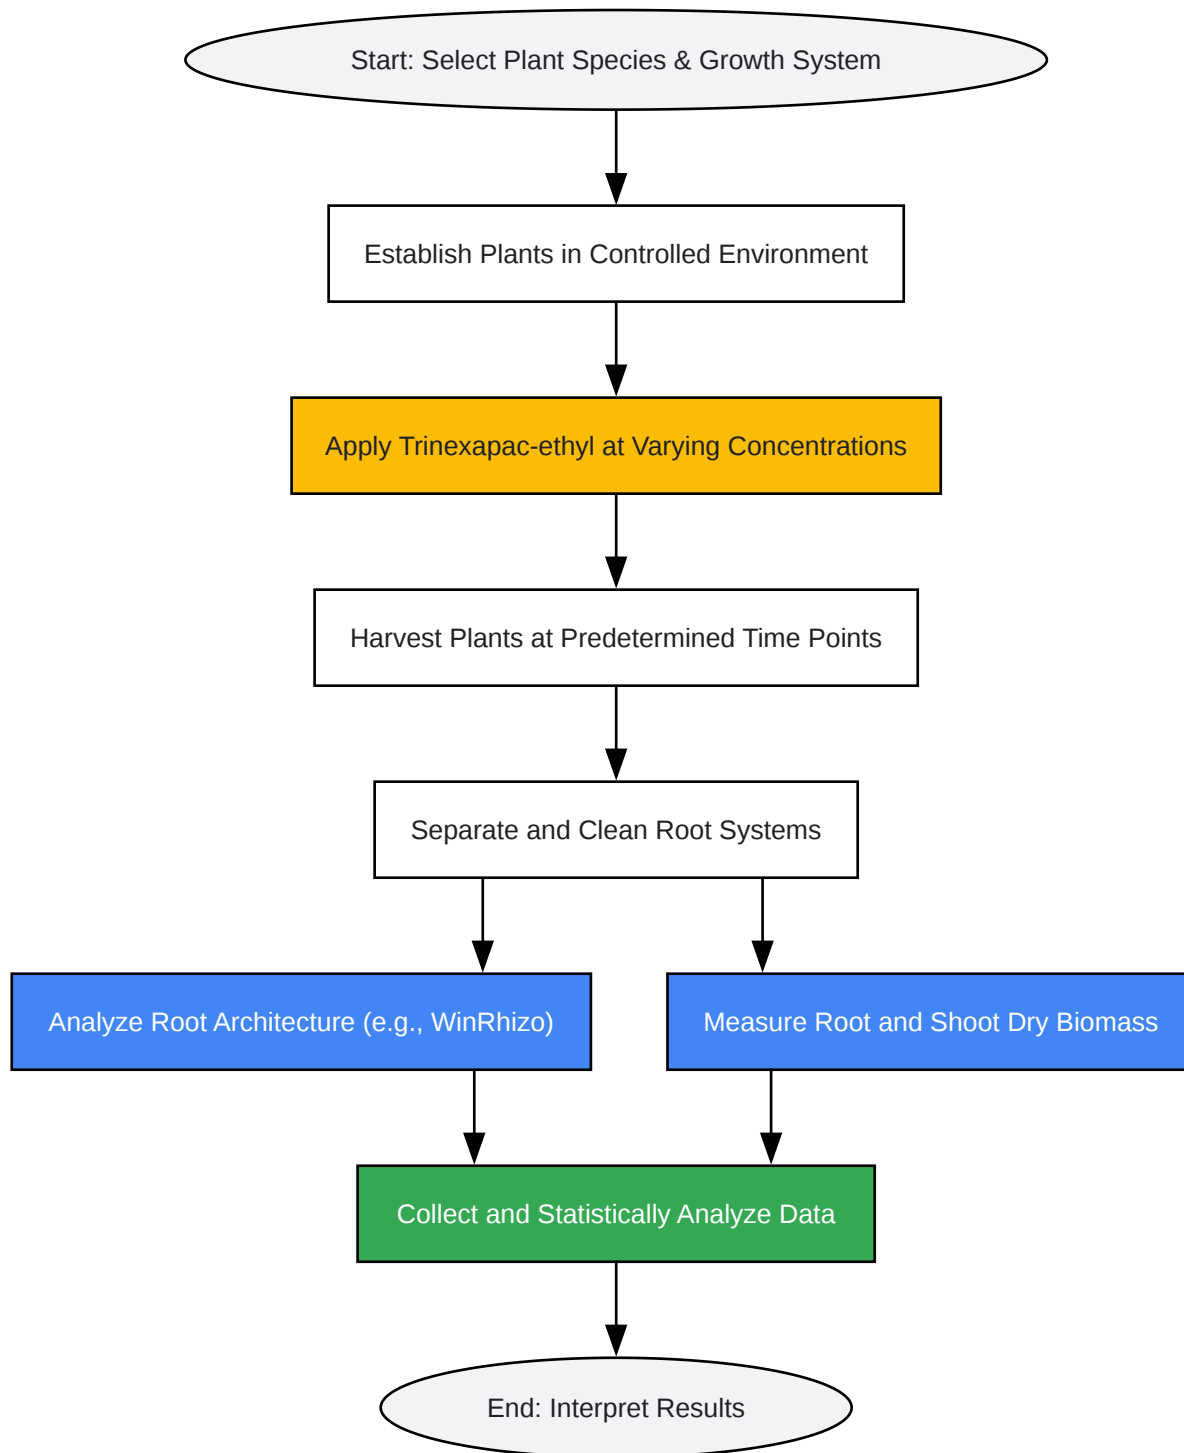 Start: Select Plant Species & Growth System
Establish Plants in Controlled Environment
Apply Trinexapac-ethyl at Varying Concentrations
Harvest Plants at Predetermined Time Points
Separate and Clean Root Systems
Analyze Root Architecture (e.g., WinRhizo)
Measure Root and Shoot Dry Biomass
Collect and Statistically Analyze Data
End: Interpret Results